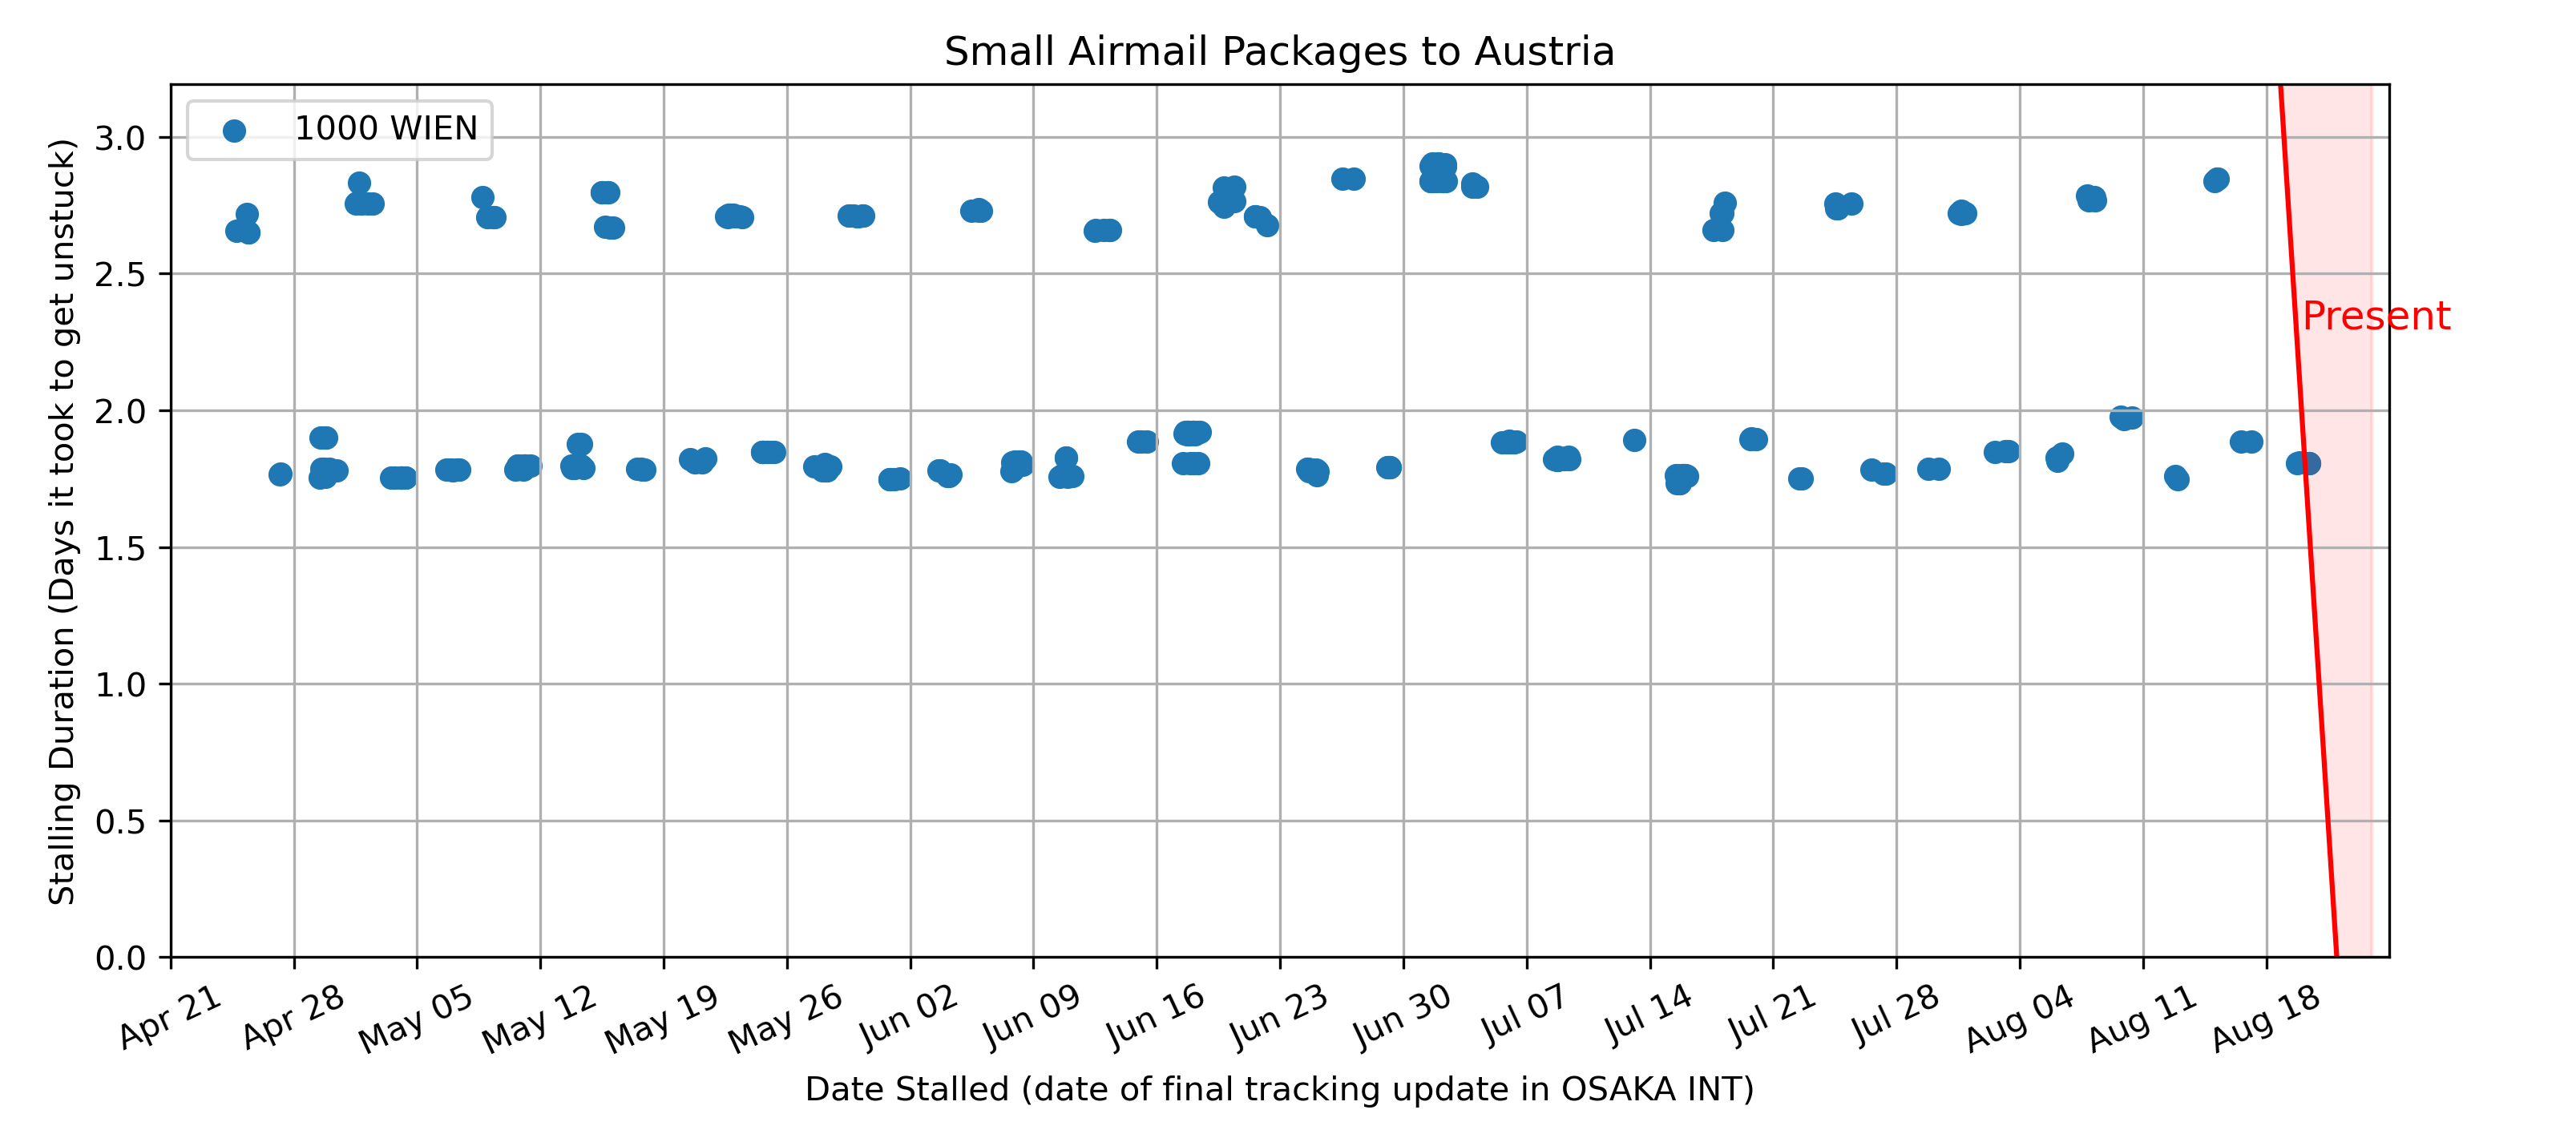 Small Airmail Packages to Austria
1000 WIEN
Stalling Duration (Days it took to get unstuck)
3.0
2.5
2.0
1.5
1.0
0.5
0.0
Present
Apr 21
Apr 28
May 05
May 12
May 19
May 26
Jun 02
Jun 09
Jun 16
Jun 23
Jun 30
Jul 07
Jul 14
Jul 21
Jul 28
Aug 04
Aug 11
Aug 18
Date Stalled (date of final tracking update in OSAKA INT)